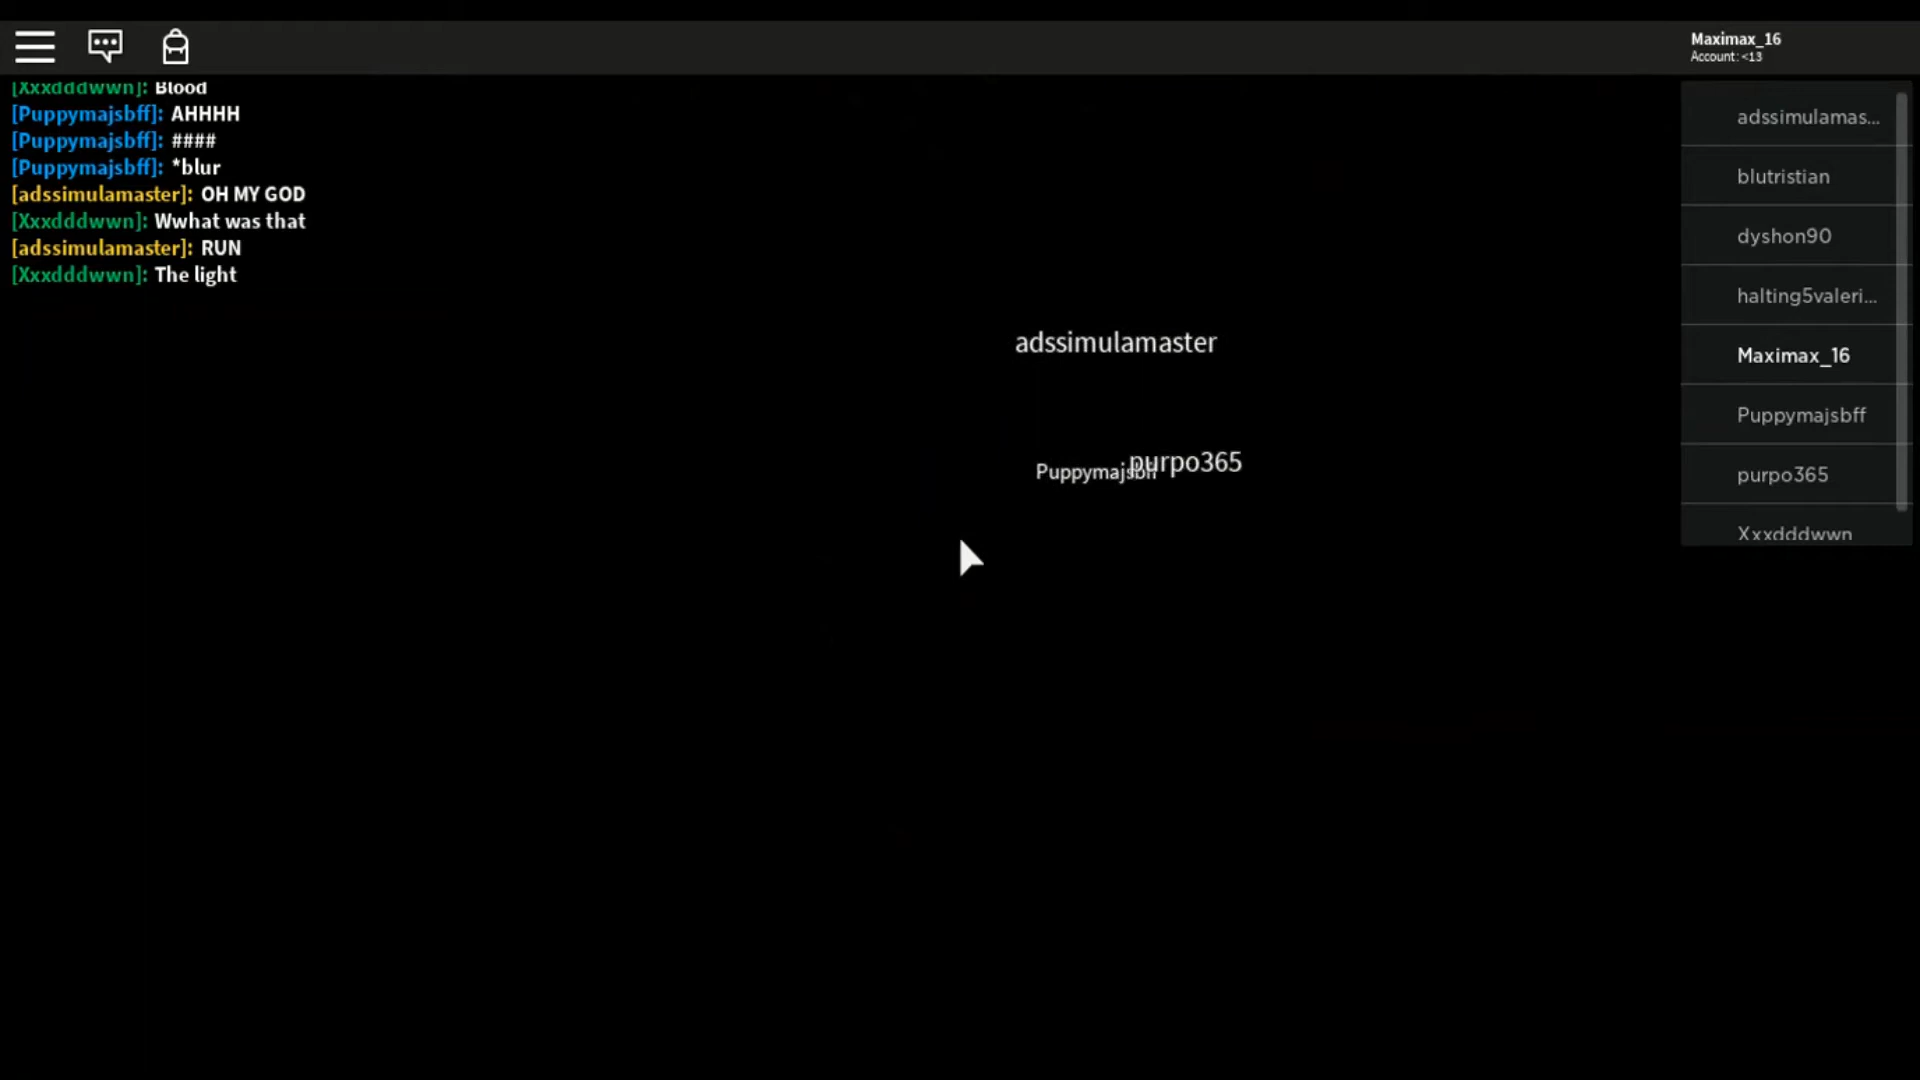 Maximax_16
Account: <13
[Xxxdddwwn]: Blood
[Puppymajsbff]: AHHHH
[Puppymajsbff]: ####
[Puppymajsbff]: *blur
[adssimulamaster]: OH MY GOD
[Xxxdddwwn]: Wwhat was that
[adssimulamaster]: RUN
[Xxxdddwwn]: The light
adssimulamaster
Puppymajsbff
purpo365
adssimulamas...
blutristian
dyshon90
halting5valeri...
Maximax_16
Puppymajsbff
purpo365
Xxxdddwwn